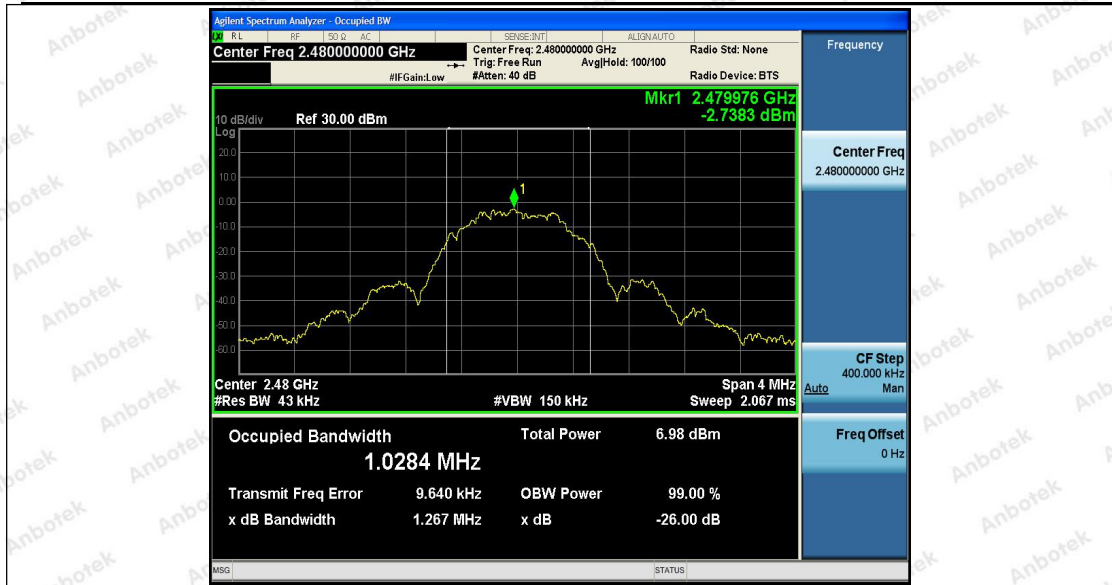 Agilent Spectrum Analyzer - Occupied BW
RL RF 50 Ω AC SENSE:INT ALIGNAUTO
Center Freq 2.480000000 GHz
Center Freq: 2.480000000 GHz Radio Std: None
Trig: Free Run Avg|Hold: 100/100
#IFGain:Low #Atten: 40 dB Radio Device: BTS
Mkr1 2.479976 GHz
-2.7383 dBm
10 dB/div Ref 30.00 dBm
Log
20.0
10.0
0.00
-10.0
-20.0
-30.0
-40.0
-50.0
-60.0
1
Center 2.48 GHz Span 4 MHz
#Res BW 43 kHz #VBW 150 kHz Sweep 2.067 ms
Occupied Bandwidth Total Power 6.98 dBm
1.0284 MHz
Transmit Freq Error 9.640 kHz OBW Power 99.00 %
x dB Bandwidth 1.267 MHz x dB -26.00 dB
MSG STATUS
Frequency
Center Freq
2.480000000 GHz
CF Step
400.000 kHz
Auto Man
Freq Offset
0 Hz
Anbotek